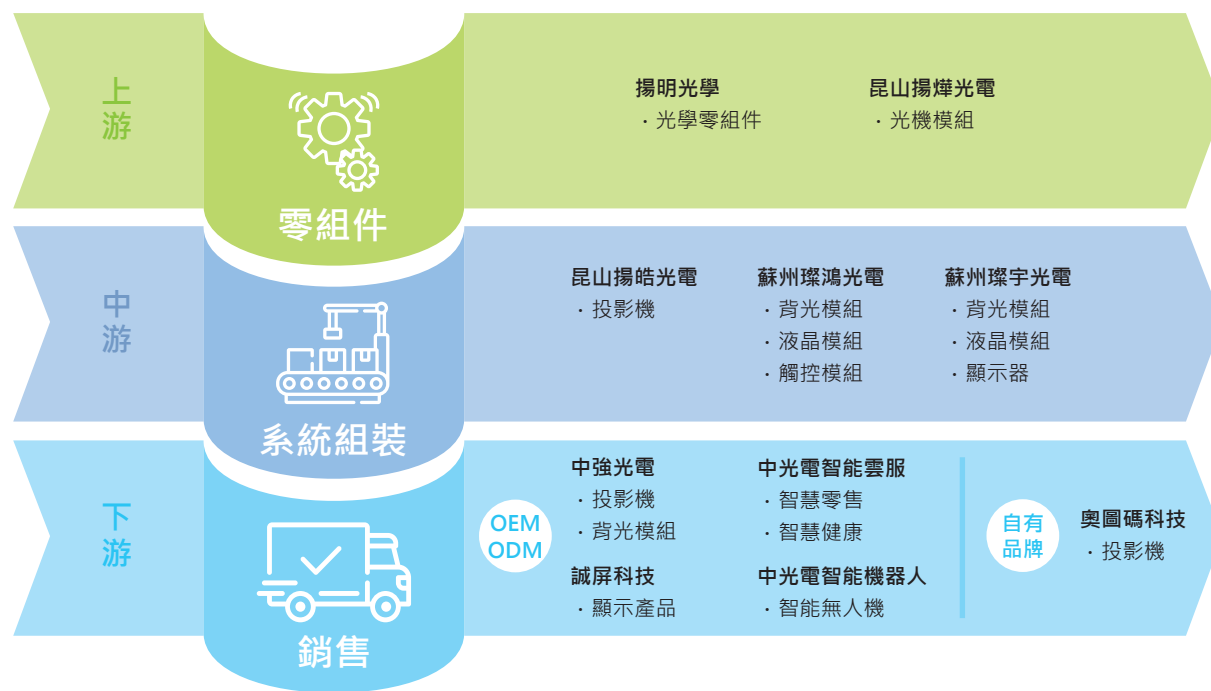 上游
零組件
揚明光學
・光學零組件
昆山揚燁光電
・光機模組
中游
系統組裝
昆山揚皓光電
・投影機
蘇州璨鴻光電
・背光模組
・液晶模組
・觸控模組
蘇州璨宇光電
・背光模組
・液晶模組
・顯示器
下游
銷售
OEM
ODM
中強光電
・投影機
・背光模組
誠屏科技
・顯示產品
中光電智能雲服
・智慧零售
・智慧健康
中光電智能機器人
・智能無人機
自有
品牌
奧圖碼科技
・投影機